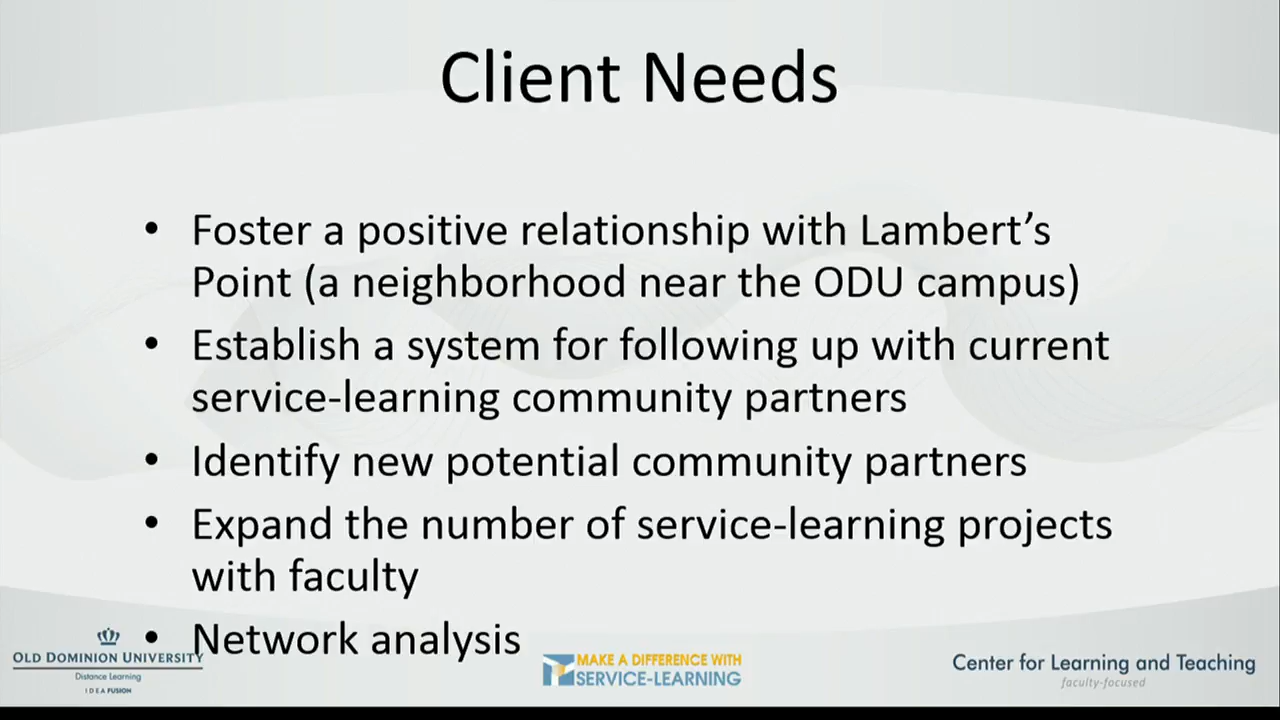 Client Needs
• Foster a positive relationship with Lambert’s
Point (a neighborhood near the ODU campus)
• Establish a system for following up with current
service-learning community partners
• Identify new potential community partners
• Expand the number of service-learning projects
with faculty
• Network analysis
OLD DOMINION UNIVERSITY
Distance Learning
IDEA FUSION
MAKE A DIFFERENCE WITH
SERVICE-LEARNING
Center for Learning and Teaching
faculty-focused